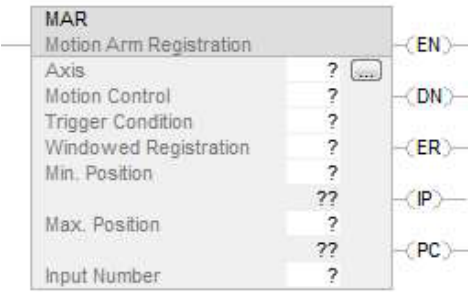 MAR
Motion Arm Registration (EN)
Axis ? ...
Motion Control ? (DN)
Trigger Condition ?
Windowed Registration ? (ER)
Min. Position ?
?? (IP)
Max. Position ?
?? (PC)
Input Number ?